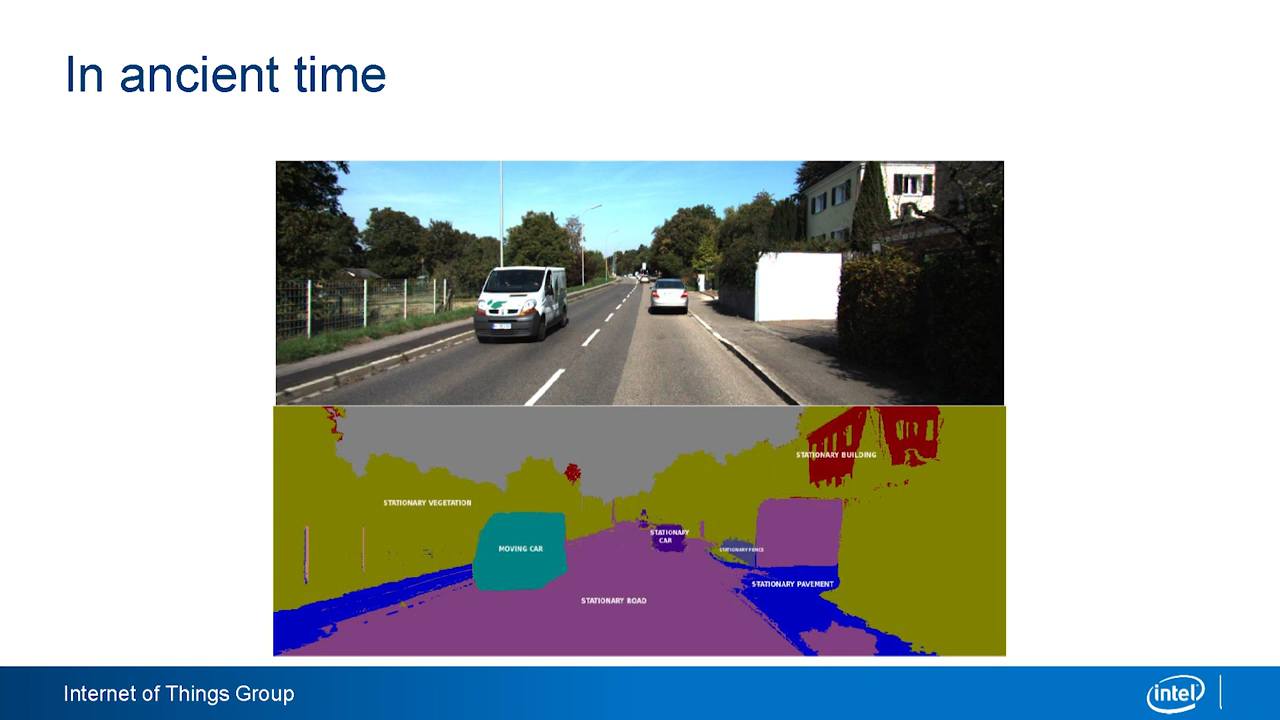 In ancient time
STATIONARY BUILDING
STATIONARY VEGETATION
STATIONARY
CAR
MOVING CAR
STATIONARY FENCE
STATIONARY PAVEMENT
STATIONARY ROAD
Internet of Things Group
intel